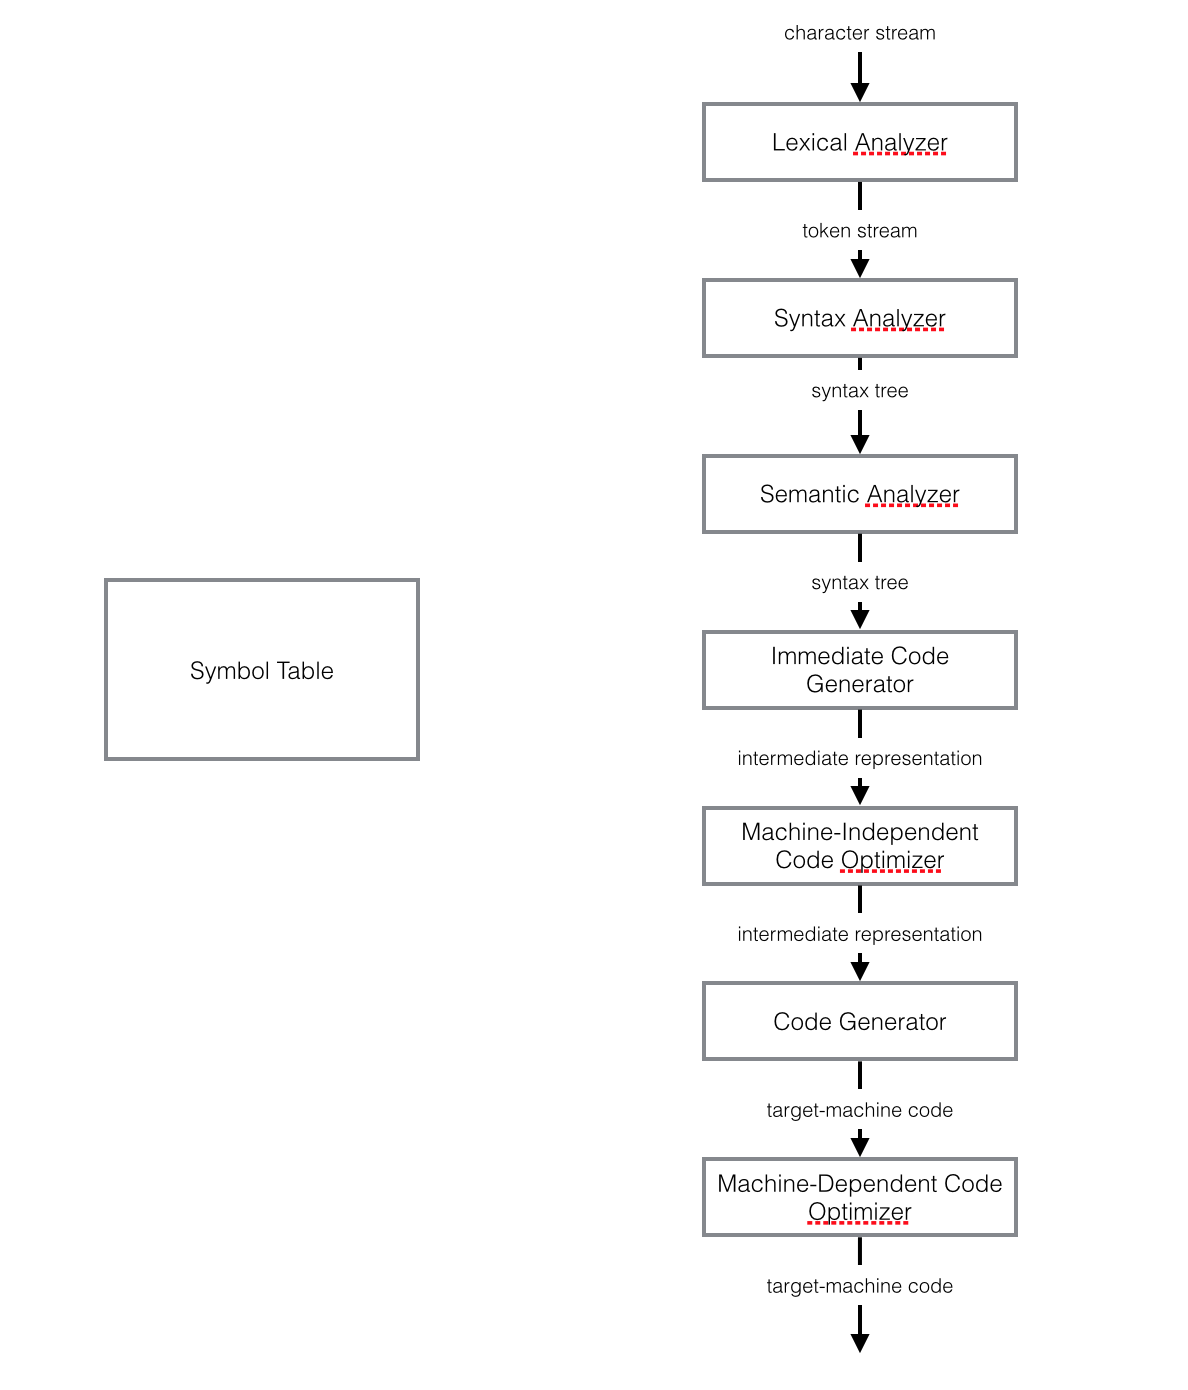 character stream
Lexical Analyzer
token stream
Syntax Analyzer
syntax tree
Semantic Analyzer
syntax tree
Symbol Table
Immediate Code
Generator
intermediate representation
Machine-Independent
Code Optimizer
intermediate representation
Code Generator
target-machine code
Machine-Dependent Code
Optimizer
target-machine code